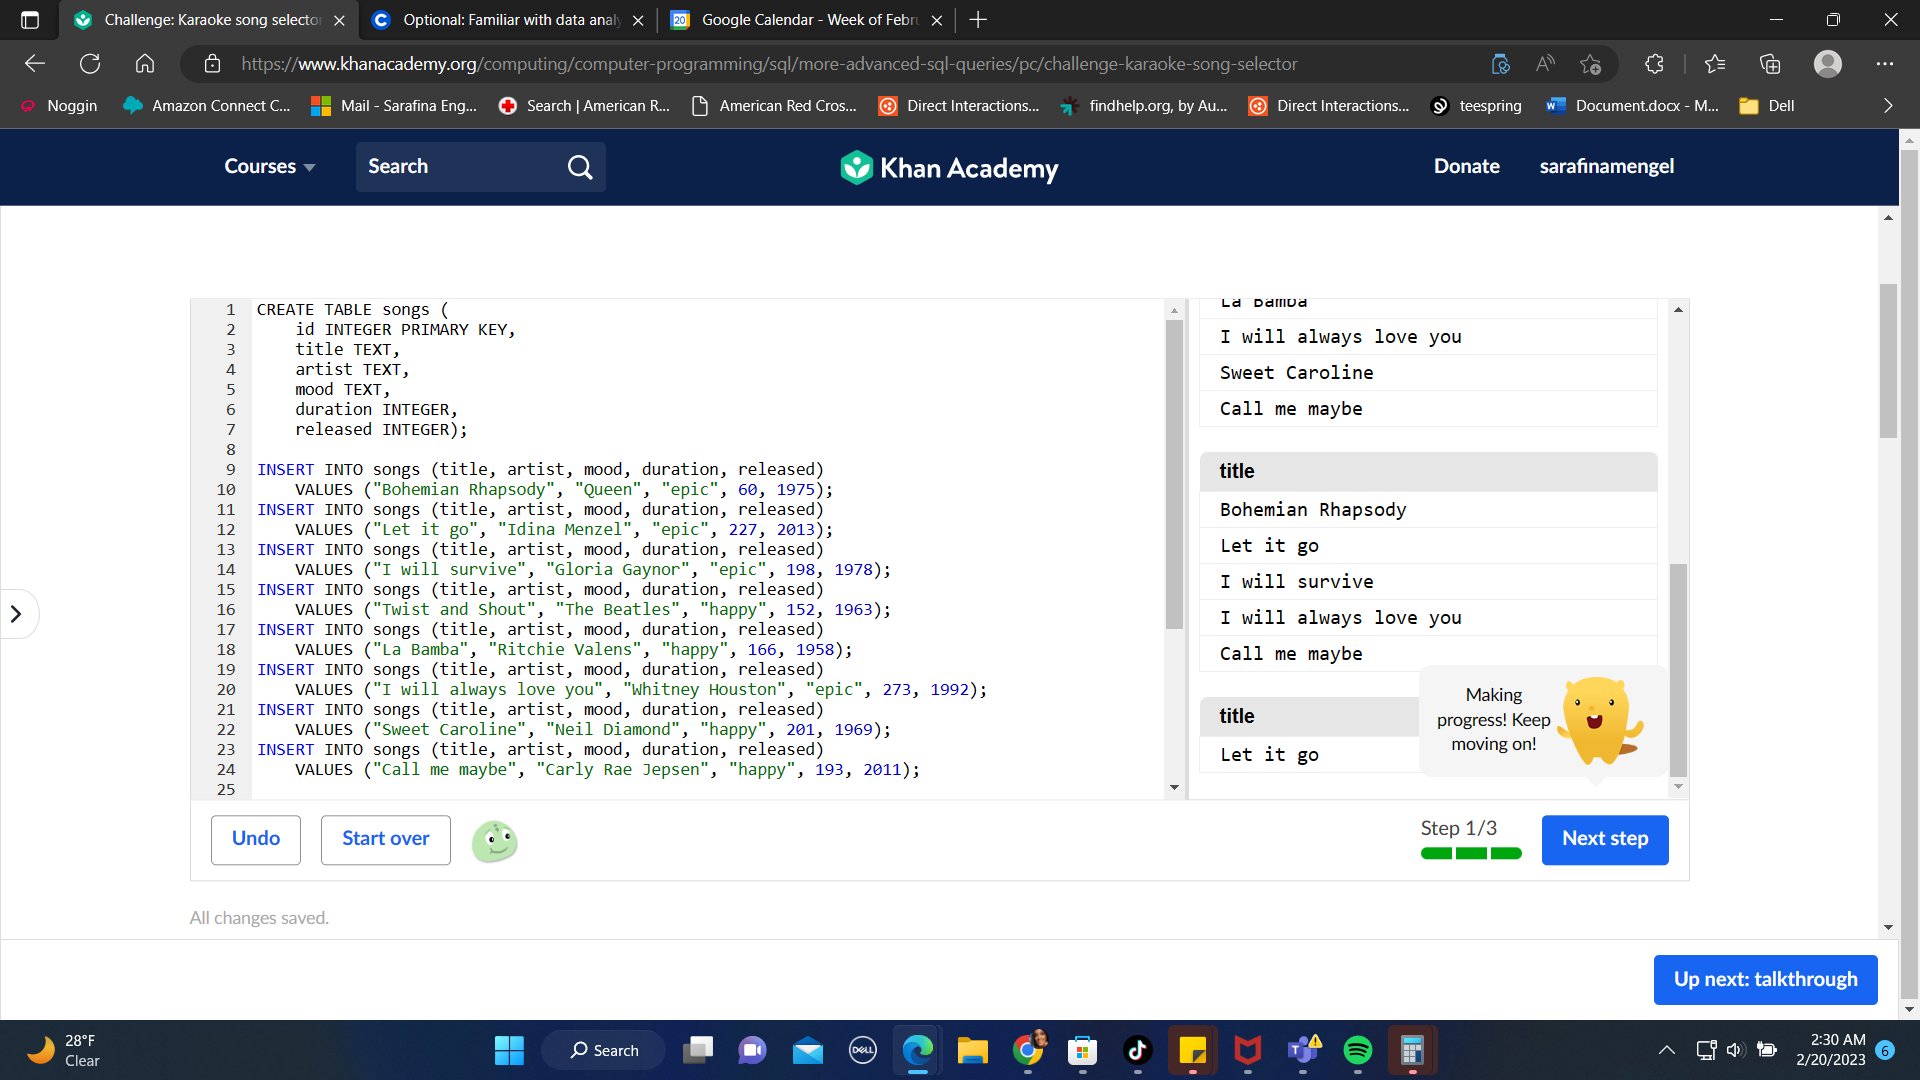 Challenge: Karaoke song selector
Optional: Familiar with data analy
20 Google Calendar - Week of Febru
https://www.khanacademy.org/computing/computer-programming/sql/more-advanced-sql-queries/pc/challenge-karaoke-song-selector
Noggin
Amazon Connect C...
Mail - Sarafina Eng...
Search | American R...
American Red Cros...
Direct Interactions...
findhelp.org, by Au...
Direct Interactions...
teespring
Document.docx - M...
Dell
Courses
Search
Khan Academy
Donate
sarafinamengel
1 CREATE TABLE songs (
2 id INTEGER PRIMARY KEY,
3 title TEXT,
4 artist TEXT,
5 mood TEXT,
6 duration INTEGER,
7 released INTEGER);
8
9 INSERT INTO songs (title, artist, mood, duration, released)
10 VALUES ("Bohemian Rhapsody", "Queen", "epic", 60, 1975);
11 INSERT INTO songs (title, artist, mood, duration, released)
12 VALUES ("Let it go", "Idina Menzel", "epic", 227, 2013);
13 INSERT INTO songs (title, artist, mood, duration, released)
14 VALUES ("I will survive", "Gloria Gaynor", "epic", 198, 1978);
15 INSERT INTO songs (title, artist, mood, duration, released)
16 VALUES ("Twist and Shout", "The Beatles", "happy", 152, 1963);
17 INSERT INTO songs (title, artist, mood, duration, released)
18 VALUES ("La Bamba", "Ritchie Valens", "happy", 166, 1958);
19 INSERT INTO songs (title, artist, mood, duration, released)
20 VALUES ("I will always love you", "Whitney Houston", "epic", 273, 1992);
21 INSERT INTO songs (title, artist, mood, duration, released)
22 VALUES ("Sweet Caroline", "Neil Diamond", "happy", 201, 1969);
23 INSERT INTO songs (title, artist, mood, duration, released)
24 VALUES ("Call me maybe", "Carly Rae Jepsen", "happy", 193, 2011);
25
La Bamba
I will always love you
Sweet Caroline
Call me maybe
title
Bohemian Rhapsody
Let it go
I will survive
I will always love you
Call me maybe
title
Let it go
Making
progress! Keep
moving on!
Undo
Start over
Step 1/3
Next step
All changes saved.
Up next: talkthrough
28°F
Clear
Search
DELL
2:30 AM
2/20/2023
6